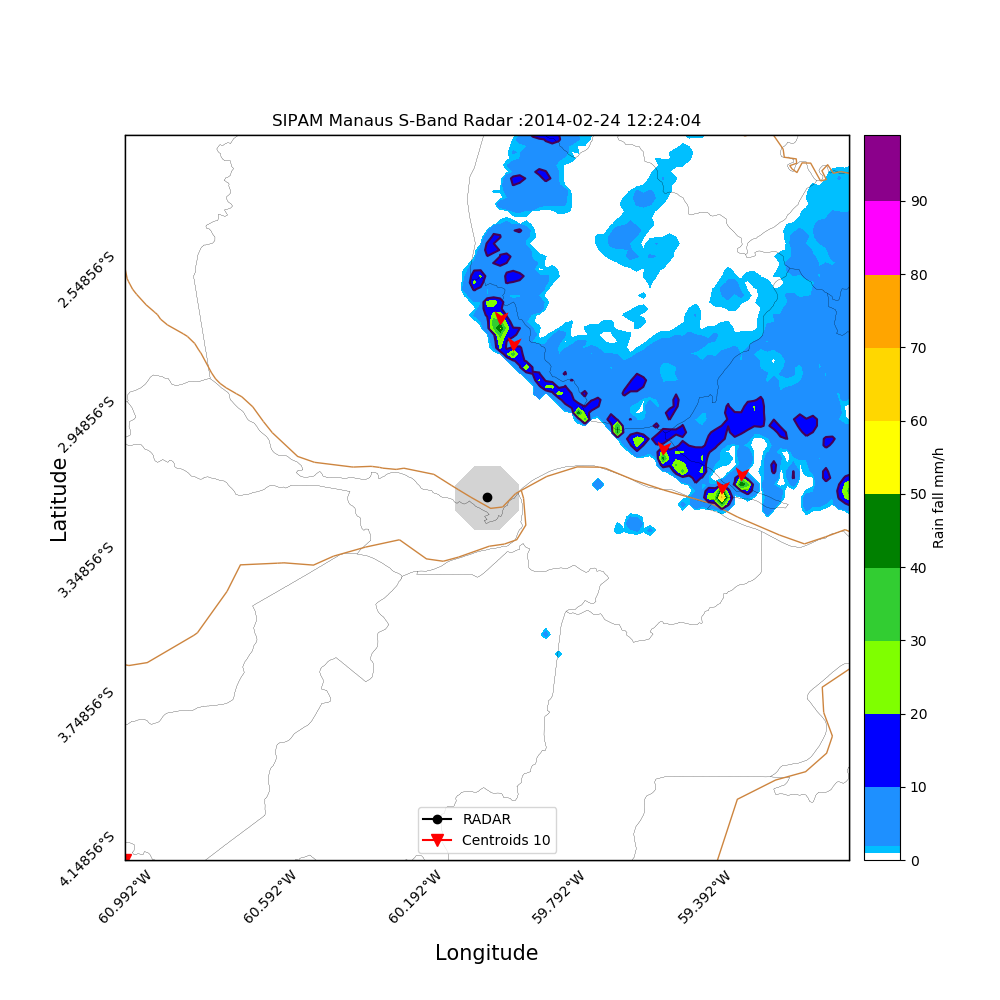 SIPAM Manaus S-Band Radar :2014-02-24 12:24:04
2.54856°S
2.94856°S
3.34856°S
3.74856°S
4.14856°S
Latitude
60.992°W
60.592°W
60.192°W
59.792°W
59.392°W
Longitude
RADAR
Centroids 10
90
80
70
60
50
40
30
20
10
0
Rain fall mm/h